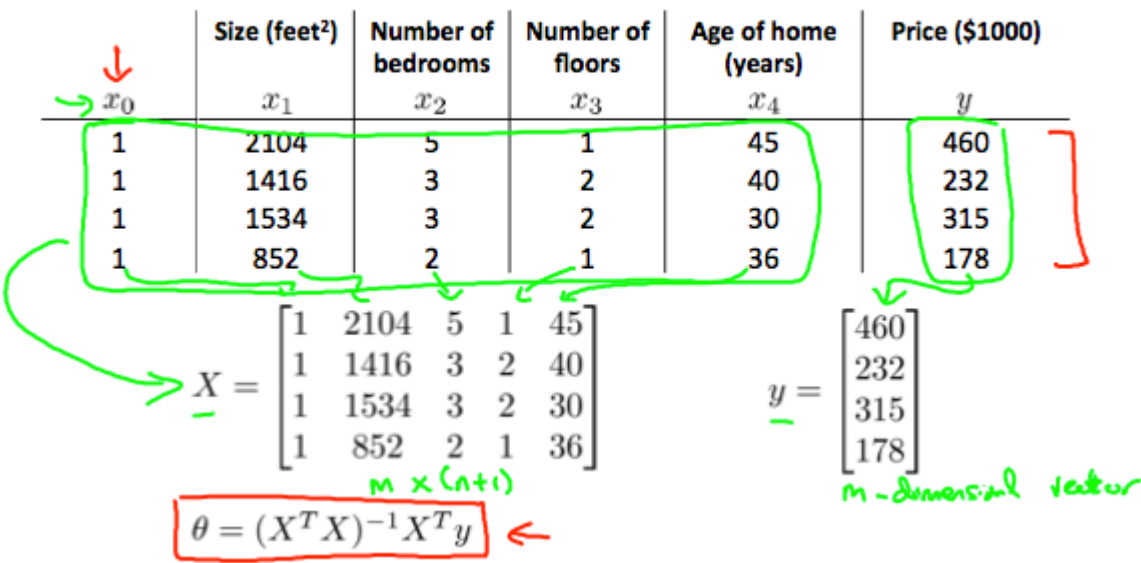 Size (feet²) Number of bedrooms Number of floors Age of home (years) Price ($1000)
x₀ x₁ x₂ x₃ x₄ y
1 2104 5 1 45 460
1 1416 3 2 40 232
1 1534 3 2 30 315
1 852 2 1 36 178
X = [1 2104 5 1 45
1 1416 3 2 40
1 1534 3 2 30
1 852 2 1 36]
m × (n+1)
y = [460
232
315
178]
m-dimensional vector
θ = (XᵀX)⁻¹Xᵀy